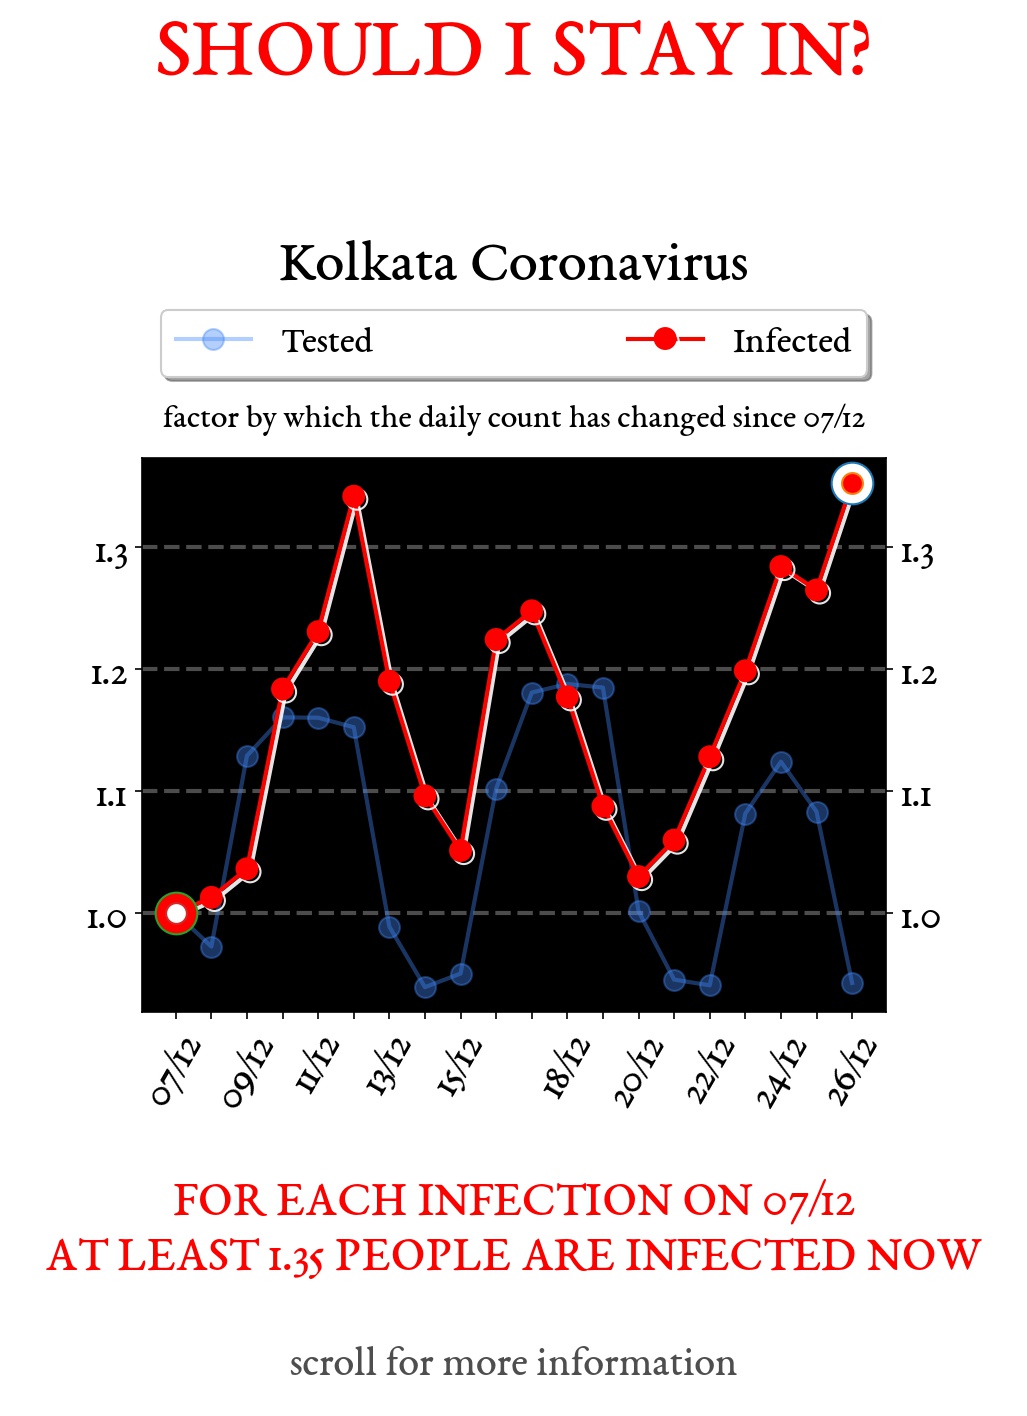 SHOULD I STAY IN?
Kolkata Coronavirus
Tested Infected
factor by which the daily count has changed since 07/12
1.3 1.3
1.2 1.2
1.1 1.1
1.0 1.0
07/12 09/12 11/12 13/12 15/12 18/12 20/12 22/12 24/12 26/12
FOR EACH INFECTION ON 07/12
AT LEAST 1.35 PEOPLE ARE INFECTED NOW
scroll for more information